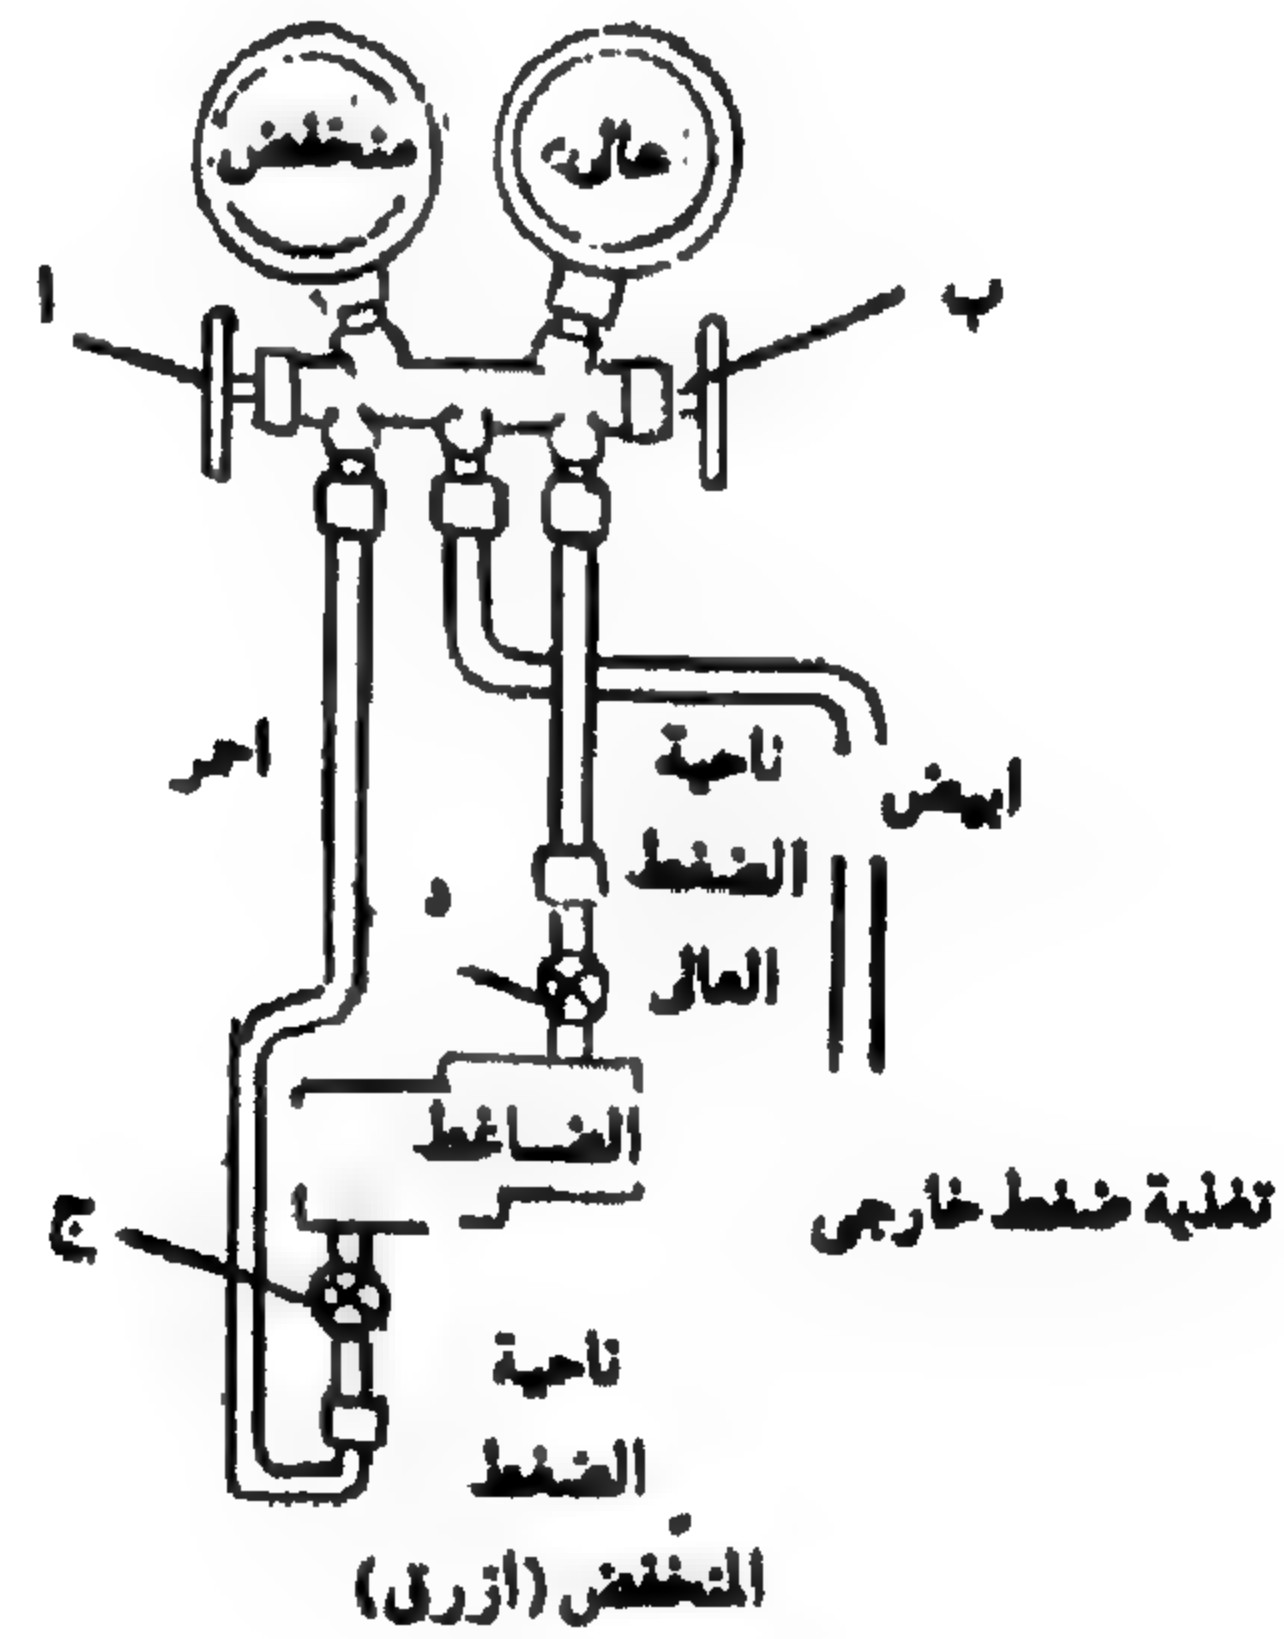 منخفض
عالى
ا
ب
احمر
ناحية
الضغط
العالى
ابيض
د
الضاغط
ج
تغذية ضغط خارجى
ناحية
الضغط
المنخفض (ازرق)